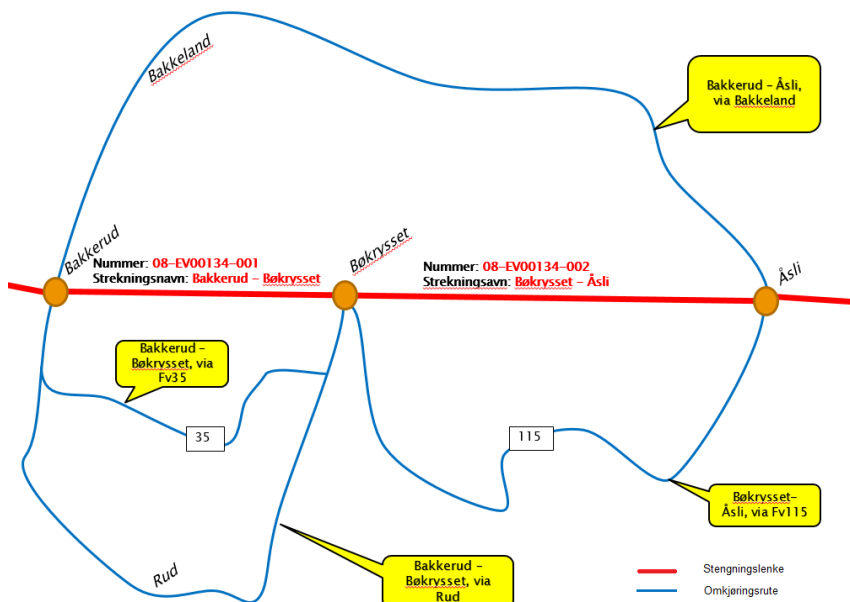 Bakkeland
Bakkerud – Åsli,
via Bakkeland
Bakkerud
Nummer: 08-EV00134-001
Strekningsnavn: Bakkerud – Bøkrysset
Bøkrysset
Nummer: 08-EV00134-002
Strekningsavn: Bøkrysset – Åsli
Åsli
Bakkerud –
Bøkrysset, via
Fv35
35
115
Bøkrysset–
Åsli, via Fv115
Bakkerud –
Bøkrysset, via
Rud
Rud
Stengningslenke
Omkjøringsrute